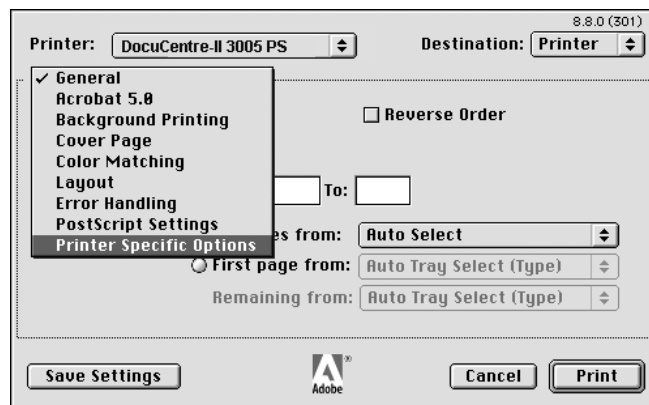 8.8.0 (301)
Printer: DocuCentre-II 3005 PS Destination: Printer
✓ General
Acrobat 5.0
Background Printing
Cover Page
Color Matching
Layout
Error Handling
PostScript Settings
Printer Specific Options
Reverse Order
To:
es from: Auto Select
First page from: Auto Tray Select (Type)
Remaining from: Auto Tray Select (Type)
Save Settings Adobe ® Cancel Print